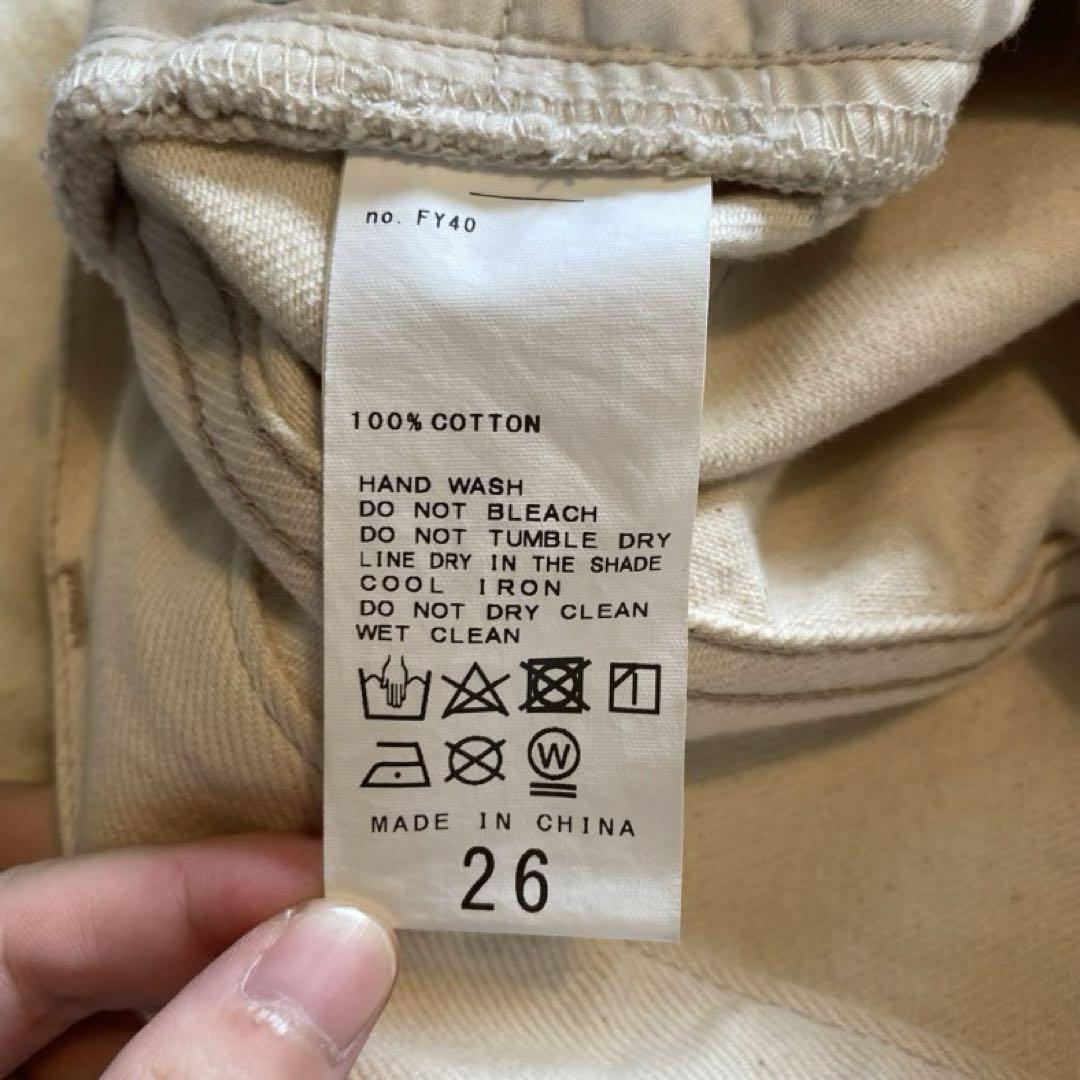 no. FY40
100% COTTON
HAND WASH
DO NOT BLEACH
DO NOT TUMBLE DRY
LINE DRY IN THE SHADE
COOL IRON
DO NOT DRY CLEAN
WET CLEAN
W
MADE IN CHINA
26